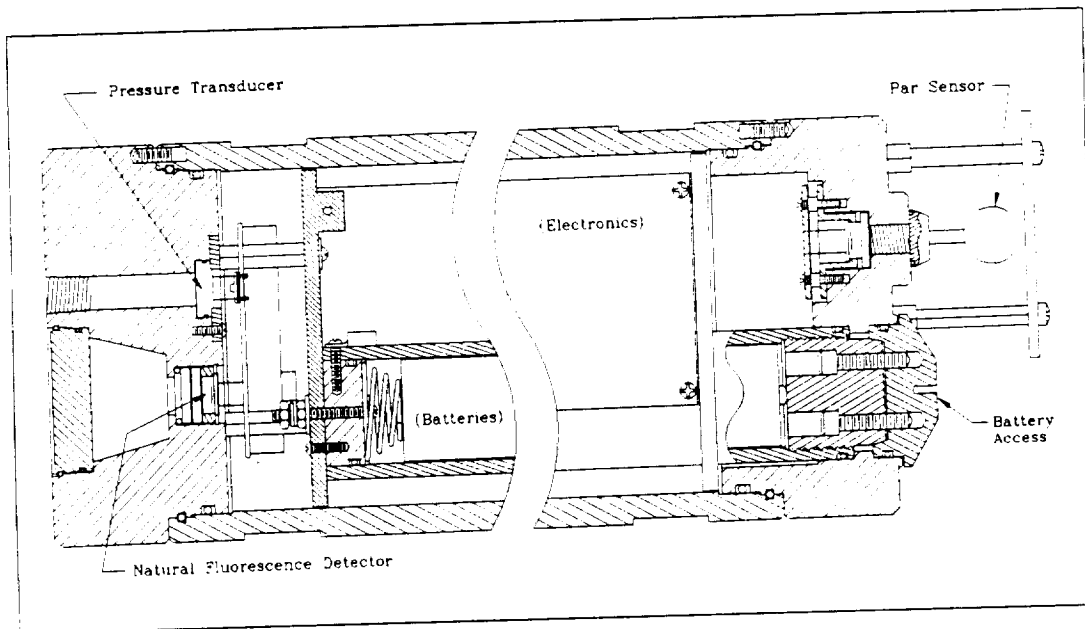 Pressure Transducer
Par Sensor
(Electronics)
(Batteries)
Battery
Access
Natural Fluorescence Detector